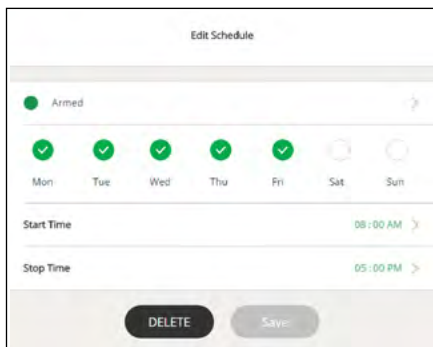 Edit Schedule
Armed
Mon Tue Wed Thu Fri Sat Sun
Start Time 08 : 00 AM
Stop Time 05 : 00 PM
DELETE Save